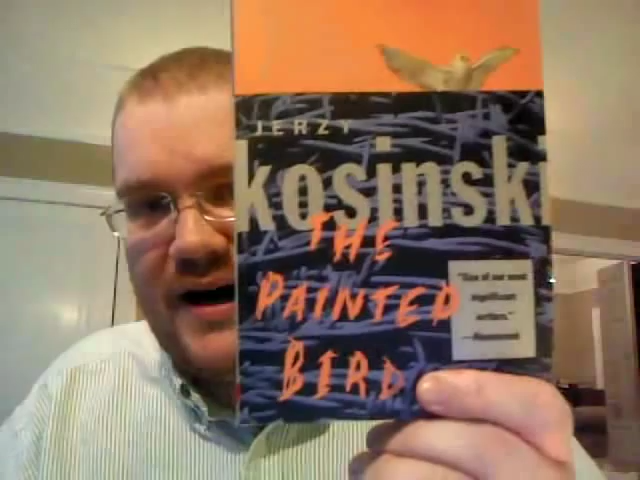 JERZY
kosinski
THE
PAINTED
BIRD
"One of our most
significant
writers."
—Newsweek